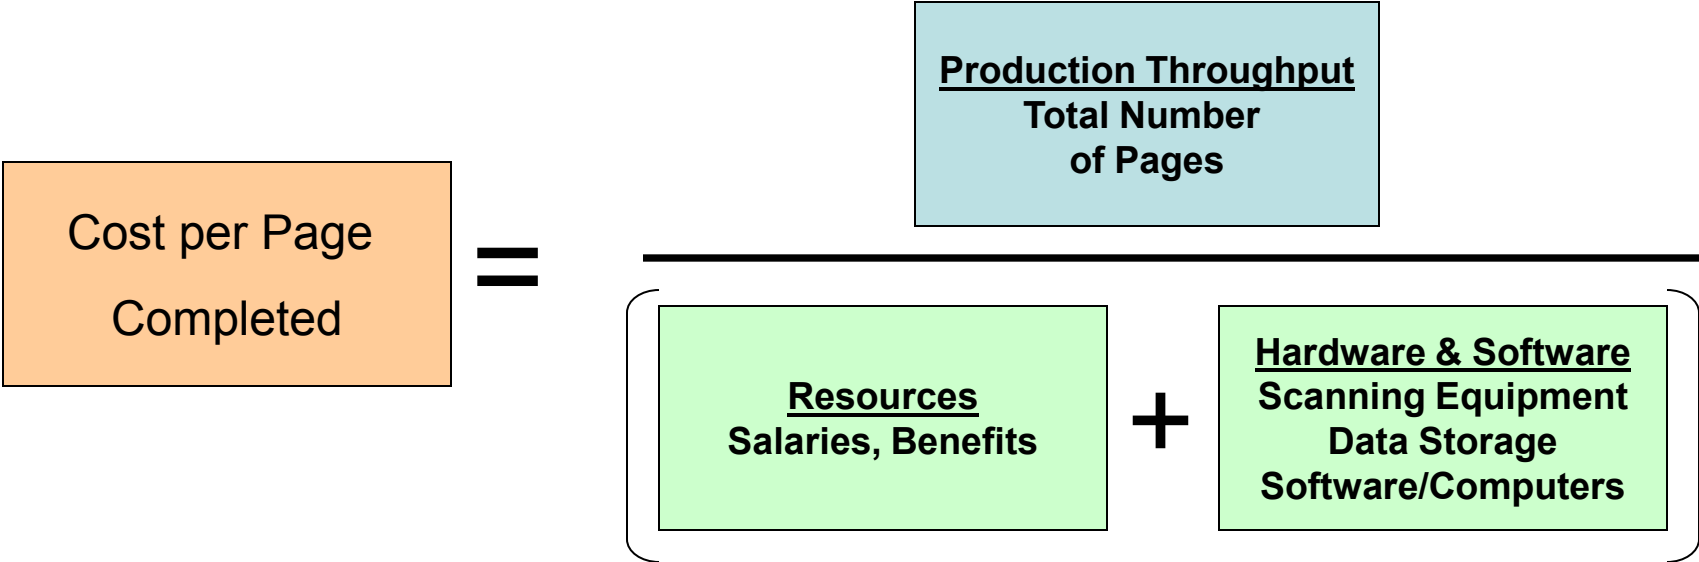 Cost per Page
Completed
=
Production Throughput
Total Number
of Pages
Resources
Salaries, Benefits
+
Hardware & Software
Scanning Equipment
Data Storage
Software/Computers